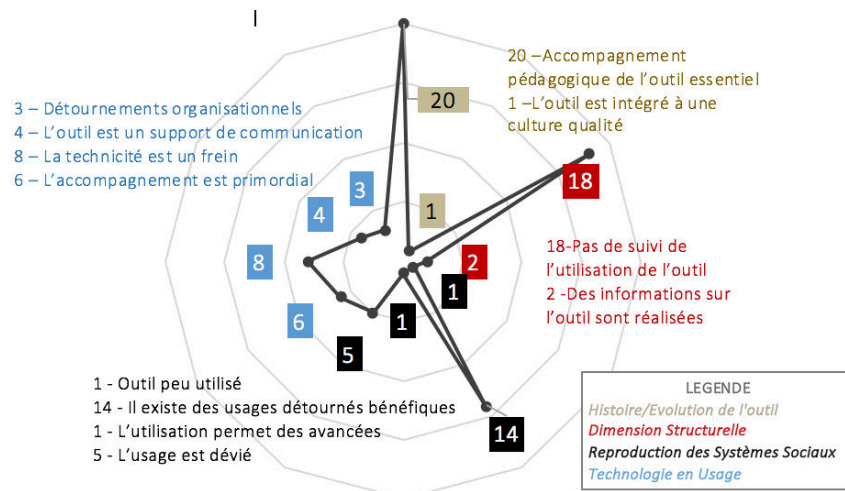 20 –Accompagnement
pédagogique de l'outil essentiel
1 –L'outil est intégré à une
culture qualité
3 – Détournements organisationnels
4 – L'outil est un support de communication
8 – La technicité est un frein
6 – L'accompagnement est primordial
20
3
18
4
1
8
2
1
6
1
5
14
18-Pas de suivi de
l'utilisation de l'outil
2 -Des informations sur
l'outil sont réalisées
1 - Outil peu utilisé
14 - Il existe des usages détournés bénéfiques
1 - L'utilisation permet des avancées
5 - L'usage est dévié
LEGENDE
Histoire/Evolution de l'outil
Dimension Structurelle
Reproduction des Systèmes Sociaux
Technologie en Usage